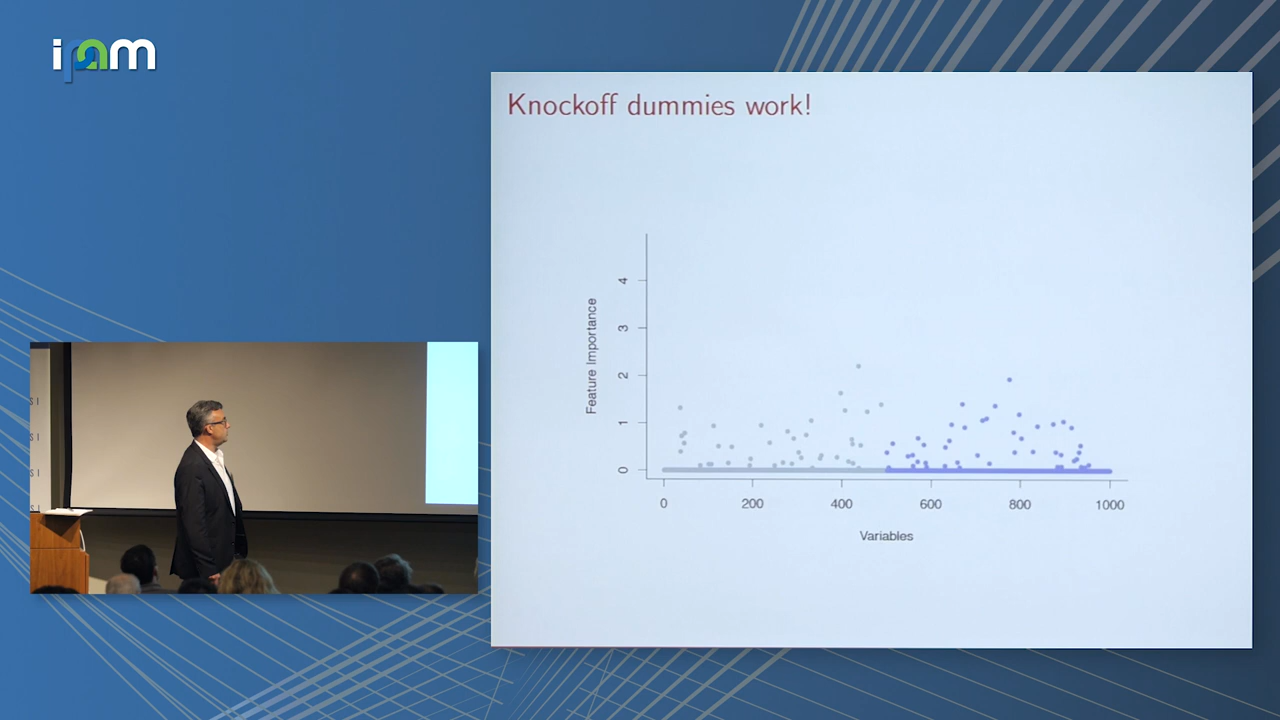 ipam
Knockoff dummies work!
Feature Importance
4
3
2
1
0
0 200 400 600 800 1000
Variables
S I
S I
S I
S I